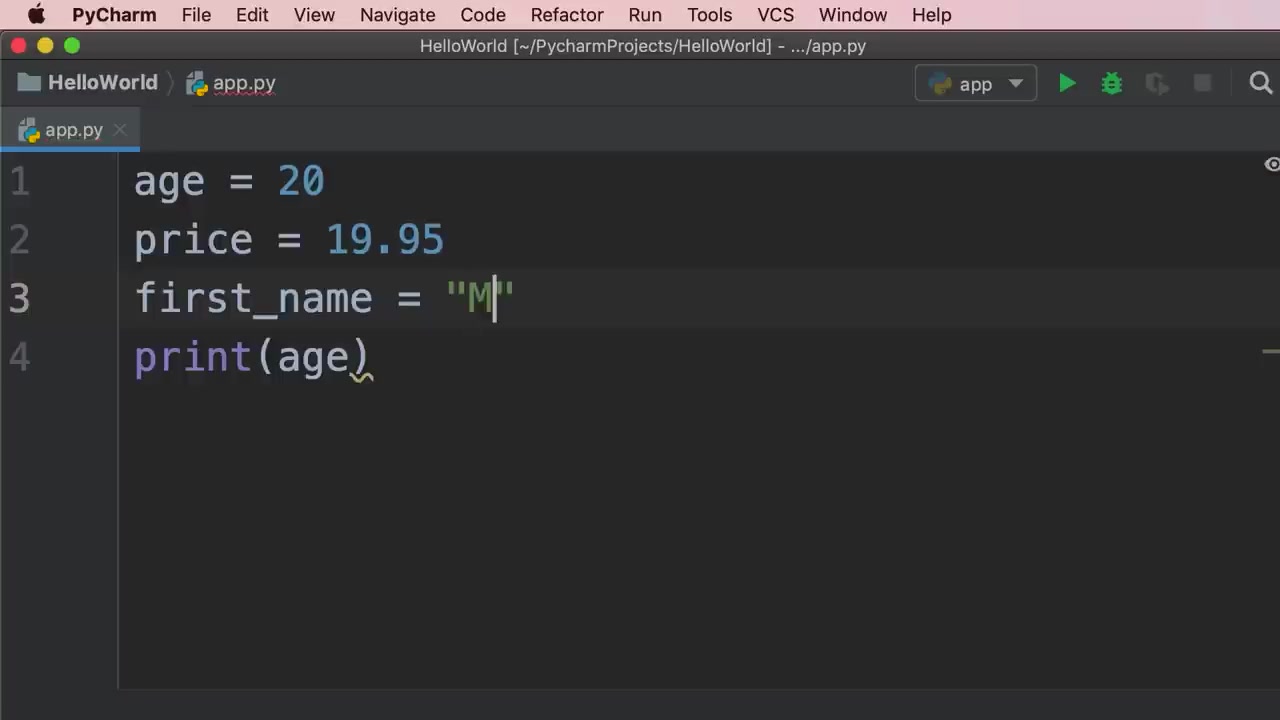 PyCharm File Edit View Navigate Code Refactor Run Tools VCS Window Help
HelloWorld [~/PycharmProjects/HelloWorld] - .../app.py
HelloWorld app.py app
app.py
1 age = 20
2 price = 19.95
3 first_name = "M"
4 print(age)